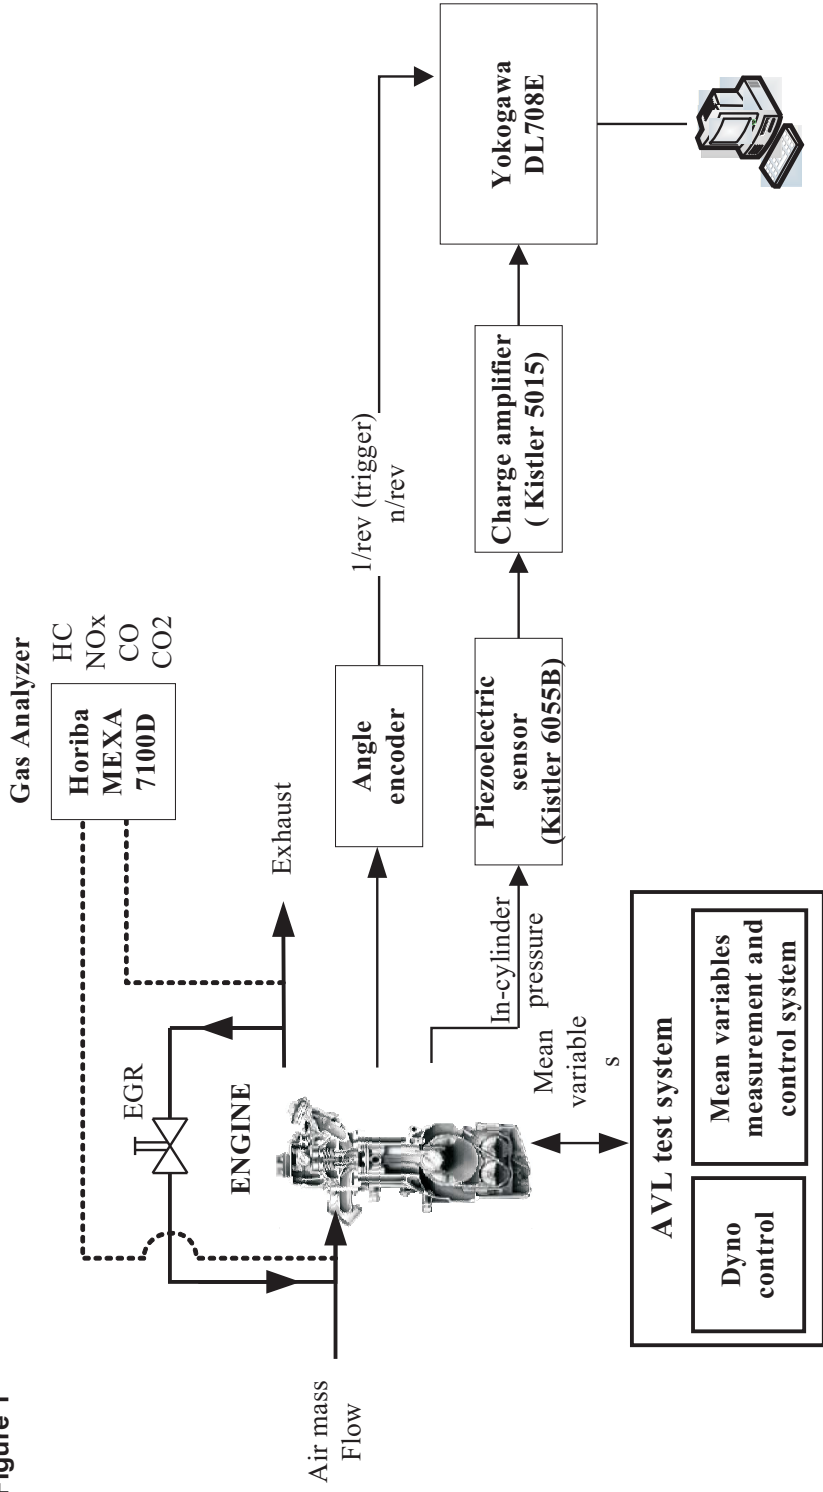 Figure 1
Gas Analyzer
Horiba
MEXA
7100D
HC
NOx
CO
CO2
EGR
Exhaust
ENGINE
Air mass
Flow
Angle
encoder
1/rev (trigger)
n/rev
Yokogawa
DL708E
In-cylinder
pressure
Piezoelectric
sensor
(Kistler 6055B)
Charge amplifier
( Kistler 5015)
Mean
variable
s
AVL test system
Dyno
control
Mean variables
measurement and
control system